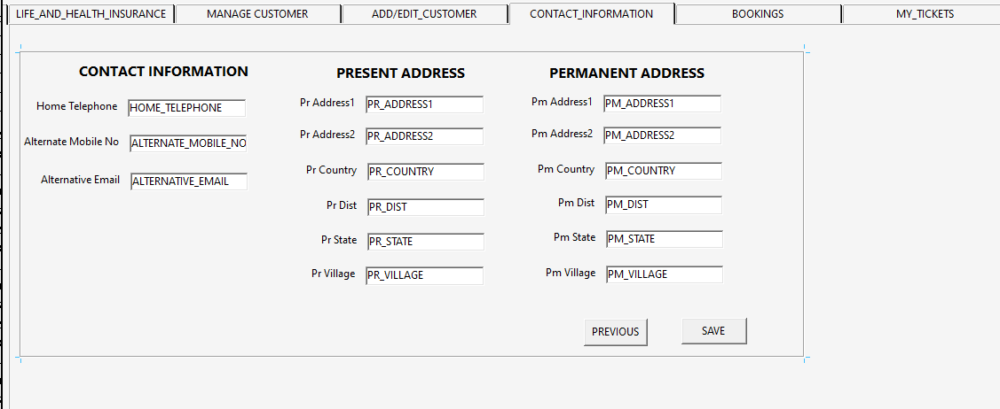 LIFE_AND_HEALTH_INSURANCE MANAGE CUSTOMER ADD/EDIT_CUSTOMER CONTACT_INFORMATION BOOKINGS MY_TICKETS
CONTACT INFORMATION
Home Telephone HOME_TELEPHONE
Alternate Mobile No ALTERNATE_MOBILE_NO
Alternative Email ALTERNATIVE_EMAIL
PRESENT ADDRESS
Pr Address1 PR_ADDRESS1
Pr Address2 PR_ADDRESS2
Pr Country PR_COUNTRY
Pr Dist PR_DIST
Pr State PR_STATE
Pr Village PR_VILLAGE
PERMANENT ADDRESS
Pm Address1 PM_ADDRESS1
Pm Address2 PM_ADDRESS2
Pm Country PM_COUNTRY
Pm Dist PM_DIST
Pm State PM_STATE
Pm Village PM_VILLAGE
PREVIOUS SAVE